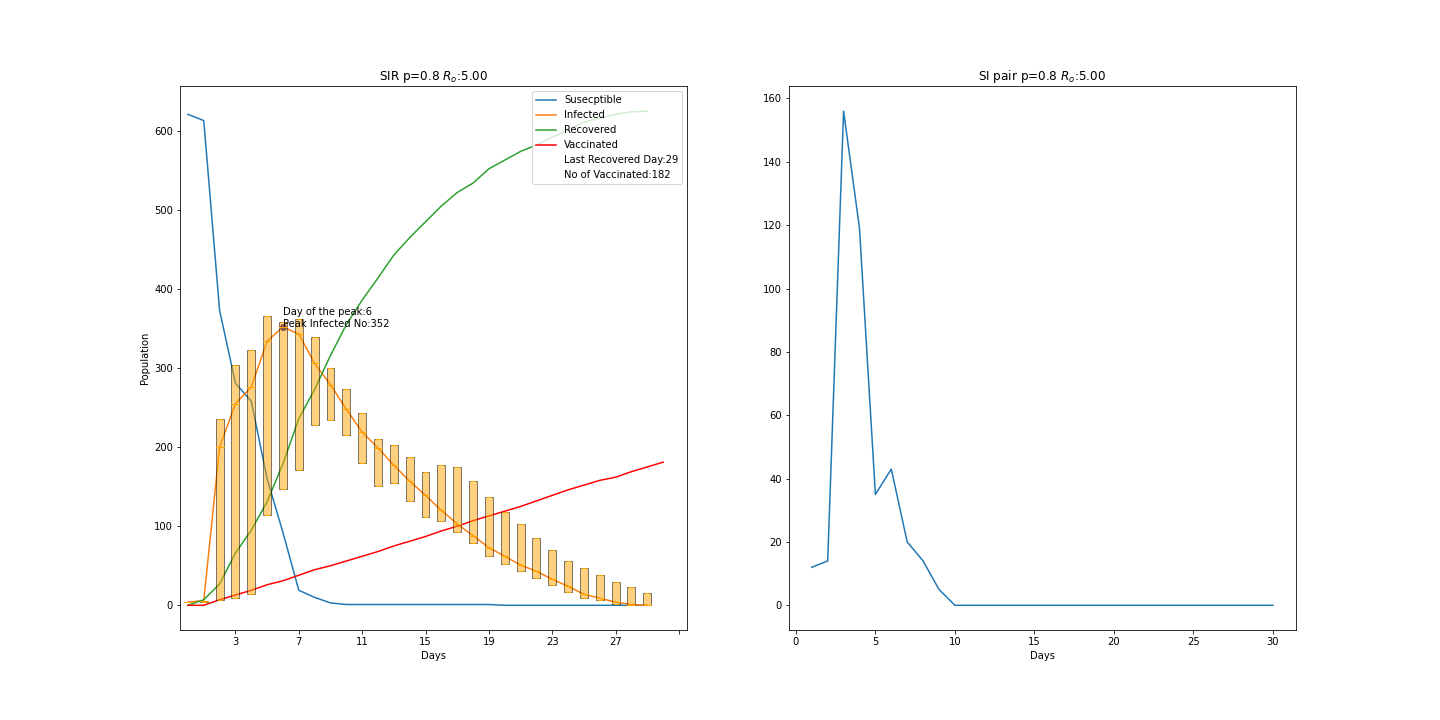 SIR p=0.8 Rₒ:5.00
Susecptible
Infected
Recovered
Vaccinated
Last Recovered Day:29
No of Vaccinated:182
600
500
400
300
200
100
0
Population
Day of the peak:6
Peak Infected No:352
3 7 11 15 19 23 27
Days
SI pair p=0.8 Rₒ:5.00
160
140
120
100
80
60
40
20
0
0 5 10 15 20 25 30
Days